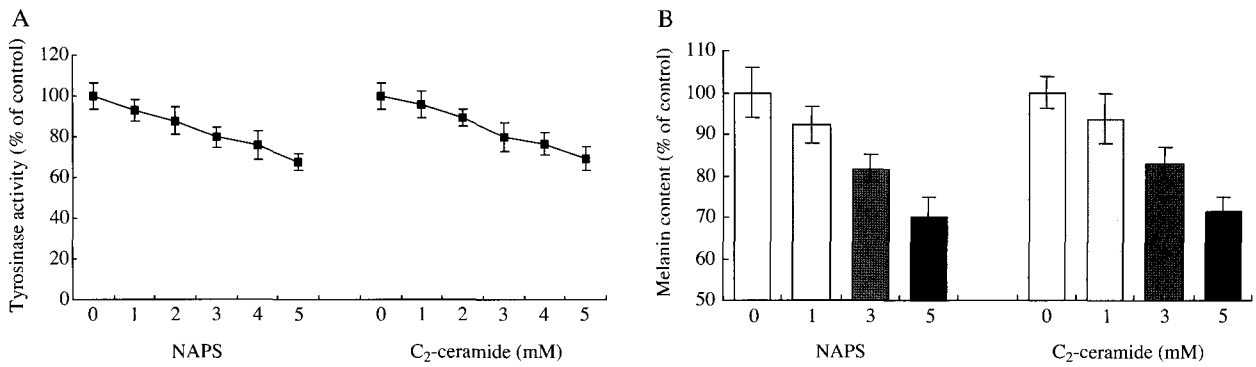 A
Tyrosinase activity (% of control)
120
100
80
60
40
20
0
0 1 2 3 4 5 0 1 2 3 4 5
NAPS C₂-ceramide (mM)
B
Melanin content (% of control)
110
100
90
80
70
60
50
0 1 3 5 0 1 3 5
NAPS C₂-ceramide (mM)